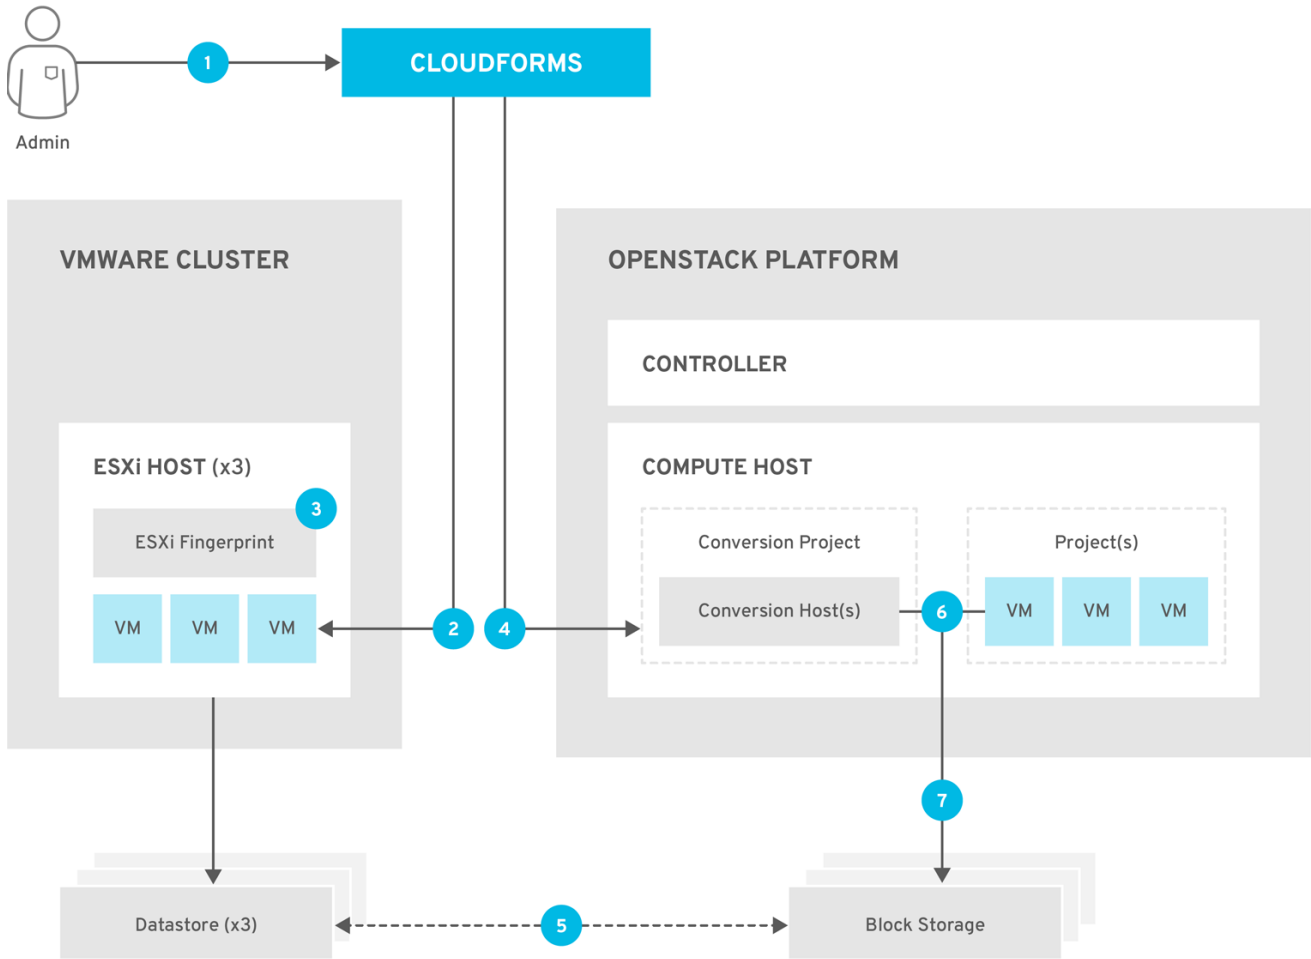 1
CLOUDFORMS
Admin
VMWARE CLUSTER
OPENSTACK PLATFORM
CONTROLLER
ESXi HOST (x3)
COMPUTE HOST
3
ESXi Fingerprint
Conversion Project
Project(s)
VM VM VM
2
4
Conversion Host(s)
6
VM VM VM
7
Datastore (x3)
5
Block Storage